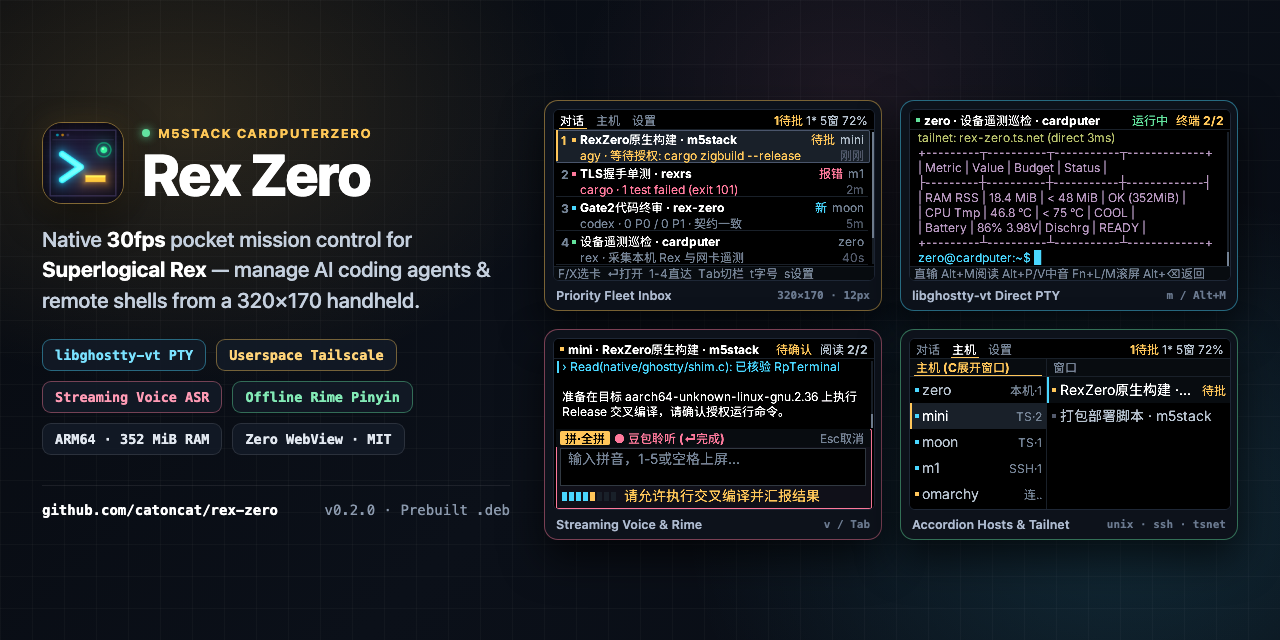 M5STACK CARDPUTERZERO
Rex Zero
Native 30fps pocket mission control for
Superlogical Rex — manage AI coding agents &
remote shells from a 320×170 handheld.
libghostty-vt PTY
Userspace Tailscale
Streaming Voice ASR
Offline Rime Pinyin
ARM64 · 352 MiB RAM
Zero WebView · MIT
github.com/catoncat/rex-zero
v0.2.0 · Prebuilt .deb
对话 主机 设置 1待批 1* 5窗 72%
1 RexZero原生构建 · m5stack 待批 mini
agy · 等待授权: cargo zigbuild --release 刚刚
2 TLS握手单测 · rexrs 报错 m1
cargo · 1 test failed (exit 101) 2m
3 Gate2代码终审 · rex-zero 新 moon
codex · 0 P0 / 0 P1 · 契约一致 5m
4 设备遥测巡检 · cardputer zero
rex · 采集本机 Rex 与网卡遥测 40s
F/X选卡 ⏎打开 1-4直达 Tab切栏 t字号 s设置
Priority Fleet Inbox 320×170 · 12px
zero · 设备遥测巡检 · cardputer 运行中 终端 2/2
tailnet: rex-zero.ts.net (direct 3ms)
| Metric | Value | Budget | Status |
| RAM RSS | 18.4 MiB | < 48 MiB | OK (352MiB) |
| CPU Tmp | 46.8 °C | < 75 °C | COOL |
| Battery | 86% 3.98V| Dischrg | READY |
zero@cardputer:~$
直输 Alt+M阅读 Alt+P/V中音 Fn+L/M滚屏 Alt+⌫返回
libghostty-vt Direct PTY m / Alt+M
mini · RexZero原生构建 · m5stack 待确认 阅读 2/2
› Read(native/ghostty/shim.c): 已核验 RpTerminal
准备在目标 aarch64-unknown-linux-gnu.2.36 上执行
Release 交叉编译，请确认授权运行命令。
拼·全拼 豆包聆听 (⏎完成) Esc取消
输入拼音，1-5或空格上屏...
请允许执行交叉编译并汇报结果
Streaming Voice & Rime v / Tab
对话 主机 设置 1待批 1* 5窗 72%
主机 (C展开窗口) 窗口
zero 本机·1
RexZero原生构建 ·... 待批
mini TS·2
打包部署脚本 · m5stack
moon TS·1
m1 SSH·1
omarchy 连..
Accordion Hosts & Tailnet unix · ssh · tsnet